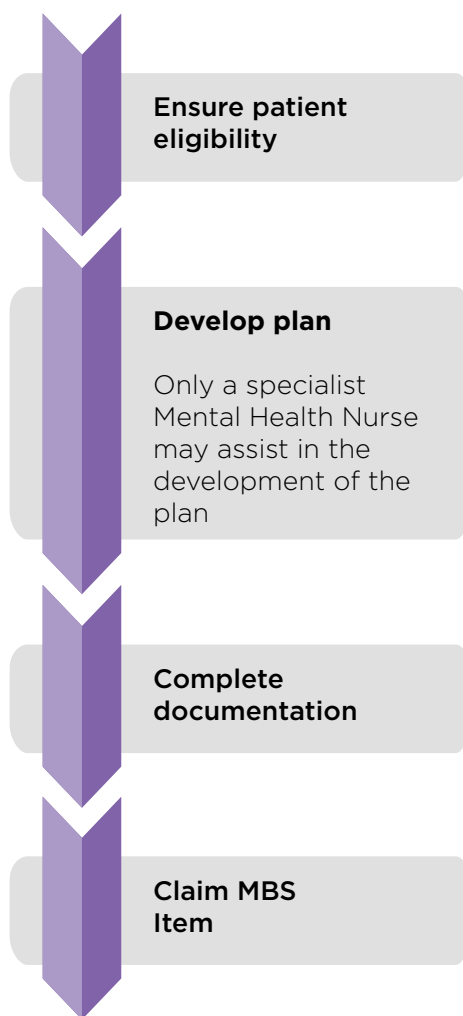 Ensure patient
eligibility
Develop plan
Only a specialist
Mental Health Nurse
may assist in the
development of the
plan
Complete
documentation
Claim MBS
Item